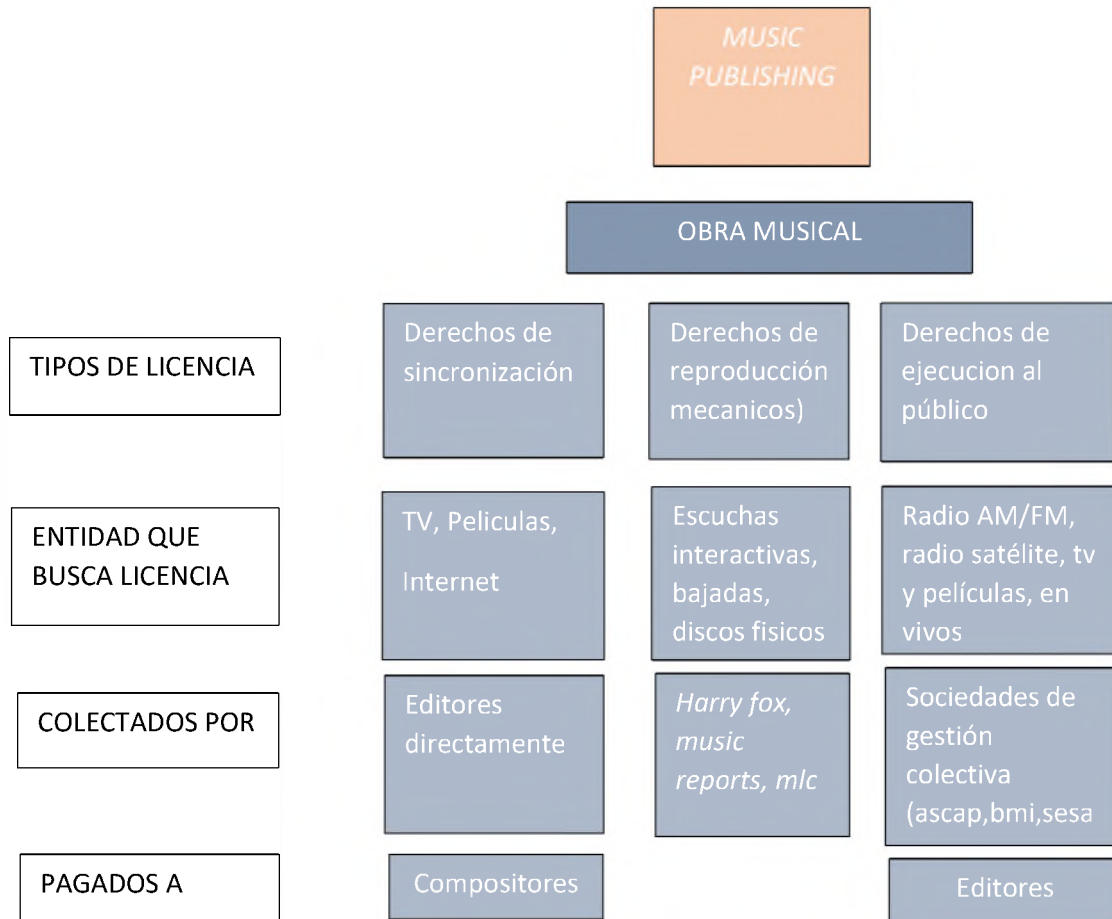 MUSIC
PUBLISHING
OBRA MUSICAL
TIPOS DE LICENCIA
Derechos de
sincronización
Derechos de
reproducción
mecanicos)
Derechos de
ejecucion al
público
ENTIDAD QUE
BUSCA LICENCIA
TV, Peliculas,
Internet
Escuchas
interactivas,
bajadas,
discos fisicos
Radio AM/FM,
radio satélite, tv
y películas, en
vivos
COLECTADOS POR
Editores
directamente
Harry fox,
music
reports, mlc
Sociedades de
gestión
colectiva
(ascap,bmi,sesa
PAGADOS A
Compositores
Editores